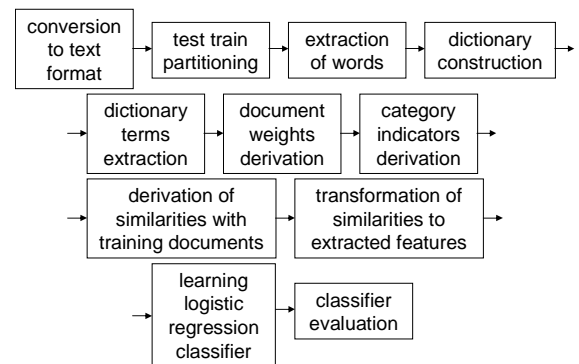 conversion
to text
format
test train
partitioning
extraction
of words
dictionary
construction
dictionary
terms
extraction
document
weights
derivation
category
indicators
derivation
derivation of
similarities with
training documents
transformation of
similarities to
extracted features
learning
logistic
regression
classifier
classifier
evaluation